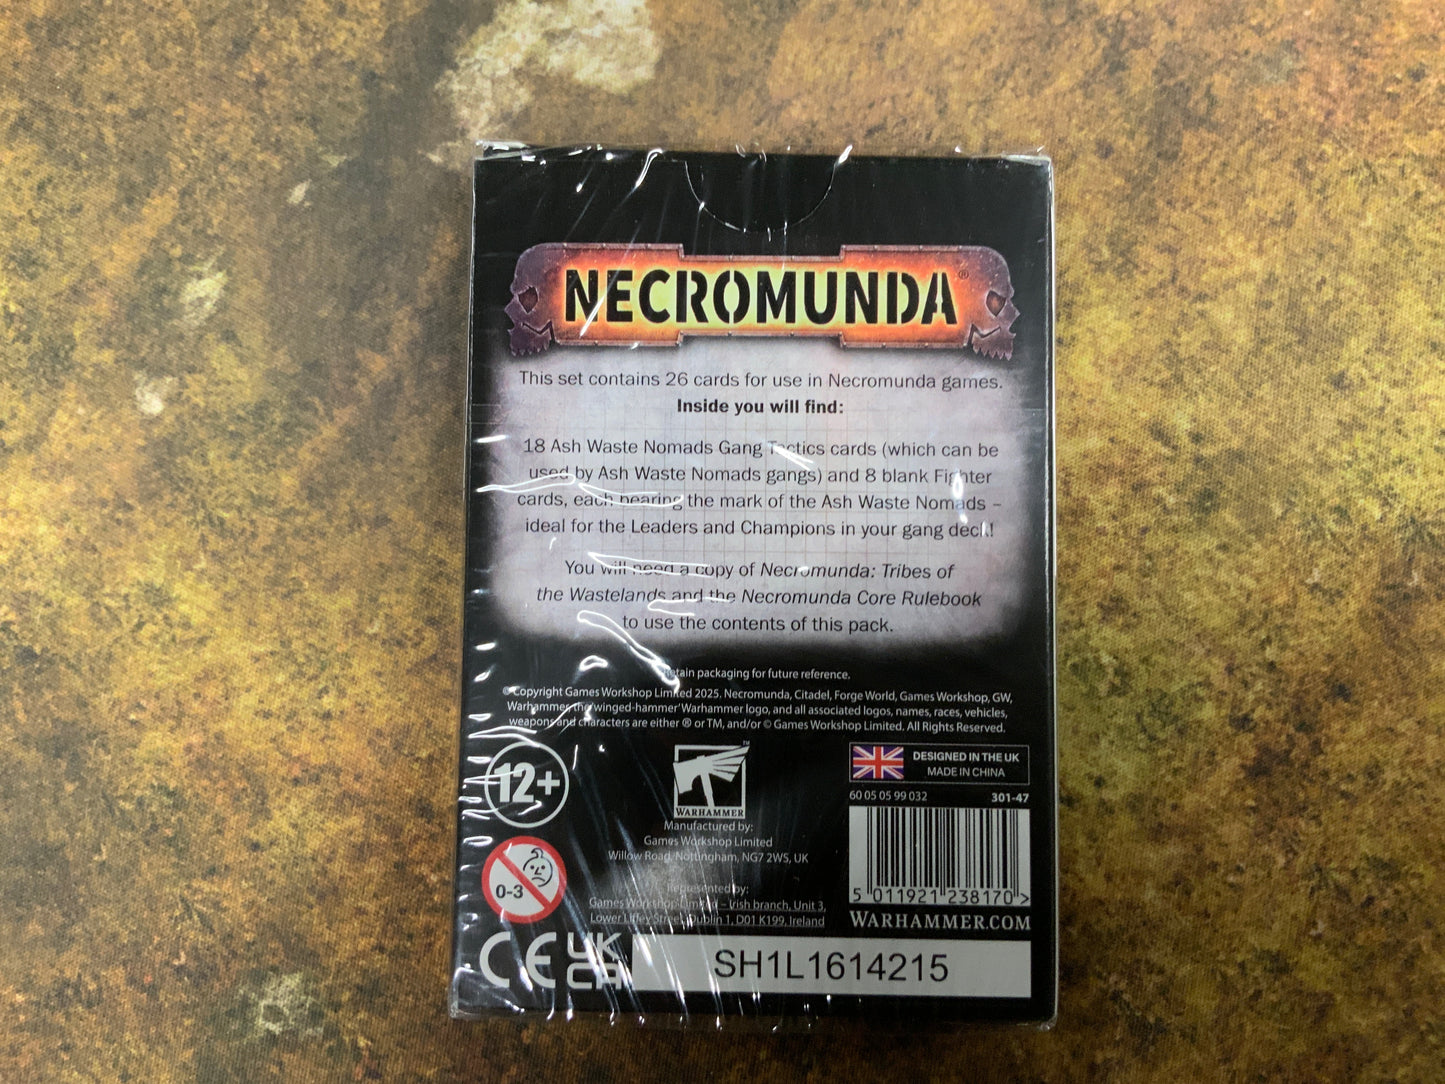 NECROMUNDA®
This set contains 26 cards for use in Necromunda games.
Inside you will find:
18 Ash Waste Nomads Gang Tactics cards (which can be
used by Ash Waste Nomads gangs) and 8 blank Fighter
cards, each bearing the mark of the Ash Waste Nomads –
ideal for the Leaders and Champions in your gang deck!
You will need a copy of Necromunda: Tribes of
the Wastelands and the Necromunda Core Rulebook
to use the contents of this pack.
Retain packaging for future reference.
© Copyright Games Workshop Limited 2025. Necromunda, Citadel, Forge World, Games Workshop, GW,
Warhammer, the 'winged-hammer' Warhammer logo, and all associated logos, names, races, vehicles,
weapons and characters are either ® or TM, and/or © Games Workshop Limited. All Rights Reserved.
12+
0-3
CE UK
CA
™
WARHAMMER
Manufactured by:
Games Workshop Limited
Willow Road, Nottingham, NG7 2WS, UK
Represented by:
Games Workshop Limited – Irish branch, Unit 3,
Lower Liffey Street, Dublin 1, D01 K199, Ireland
DESIGNED IN THE UK
MADE IN CHINA
60 05 05 99 032 301-47
5 011921 238170 >
WARHAMMER.COM
SH1L1614215